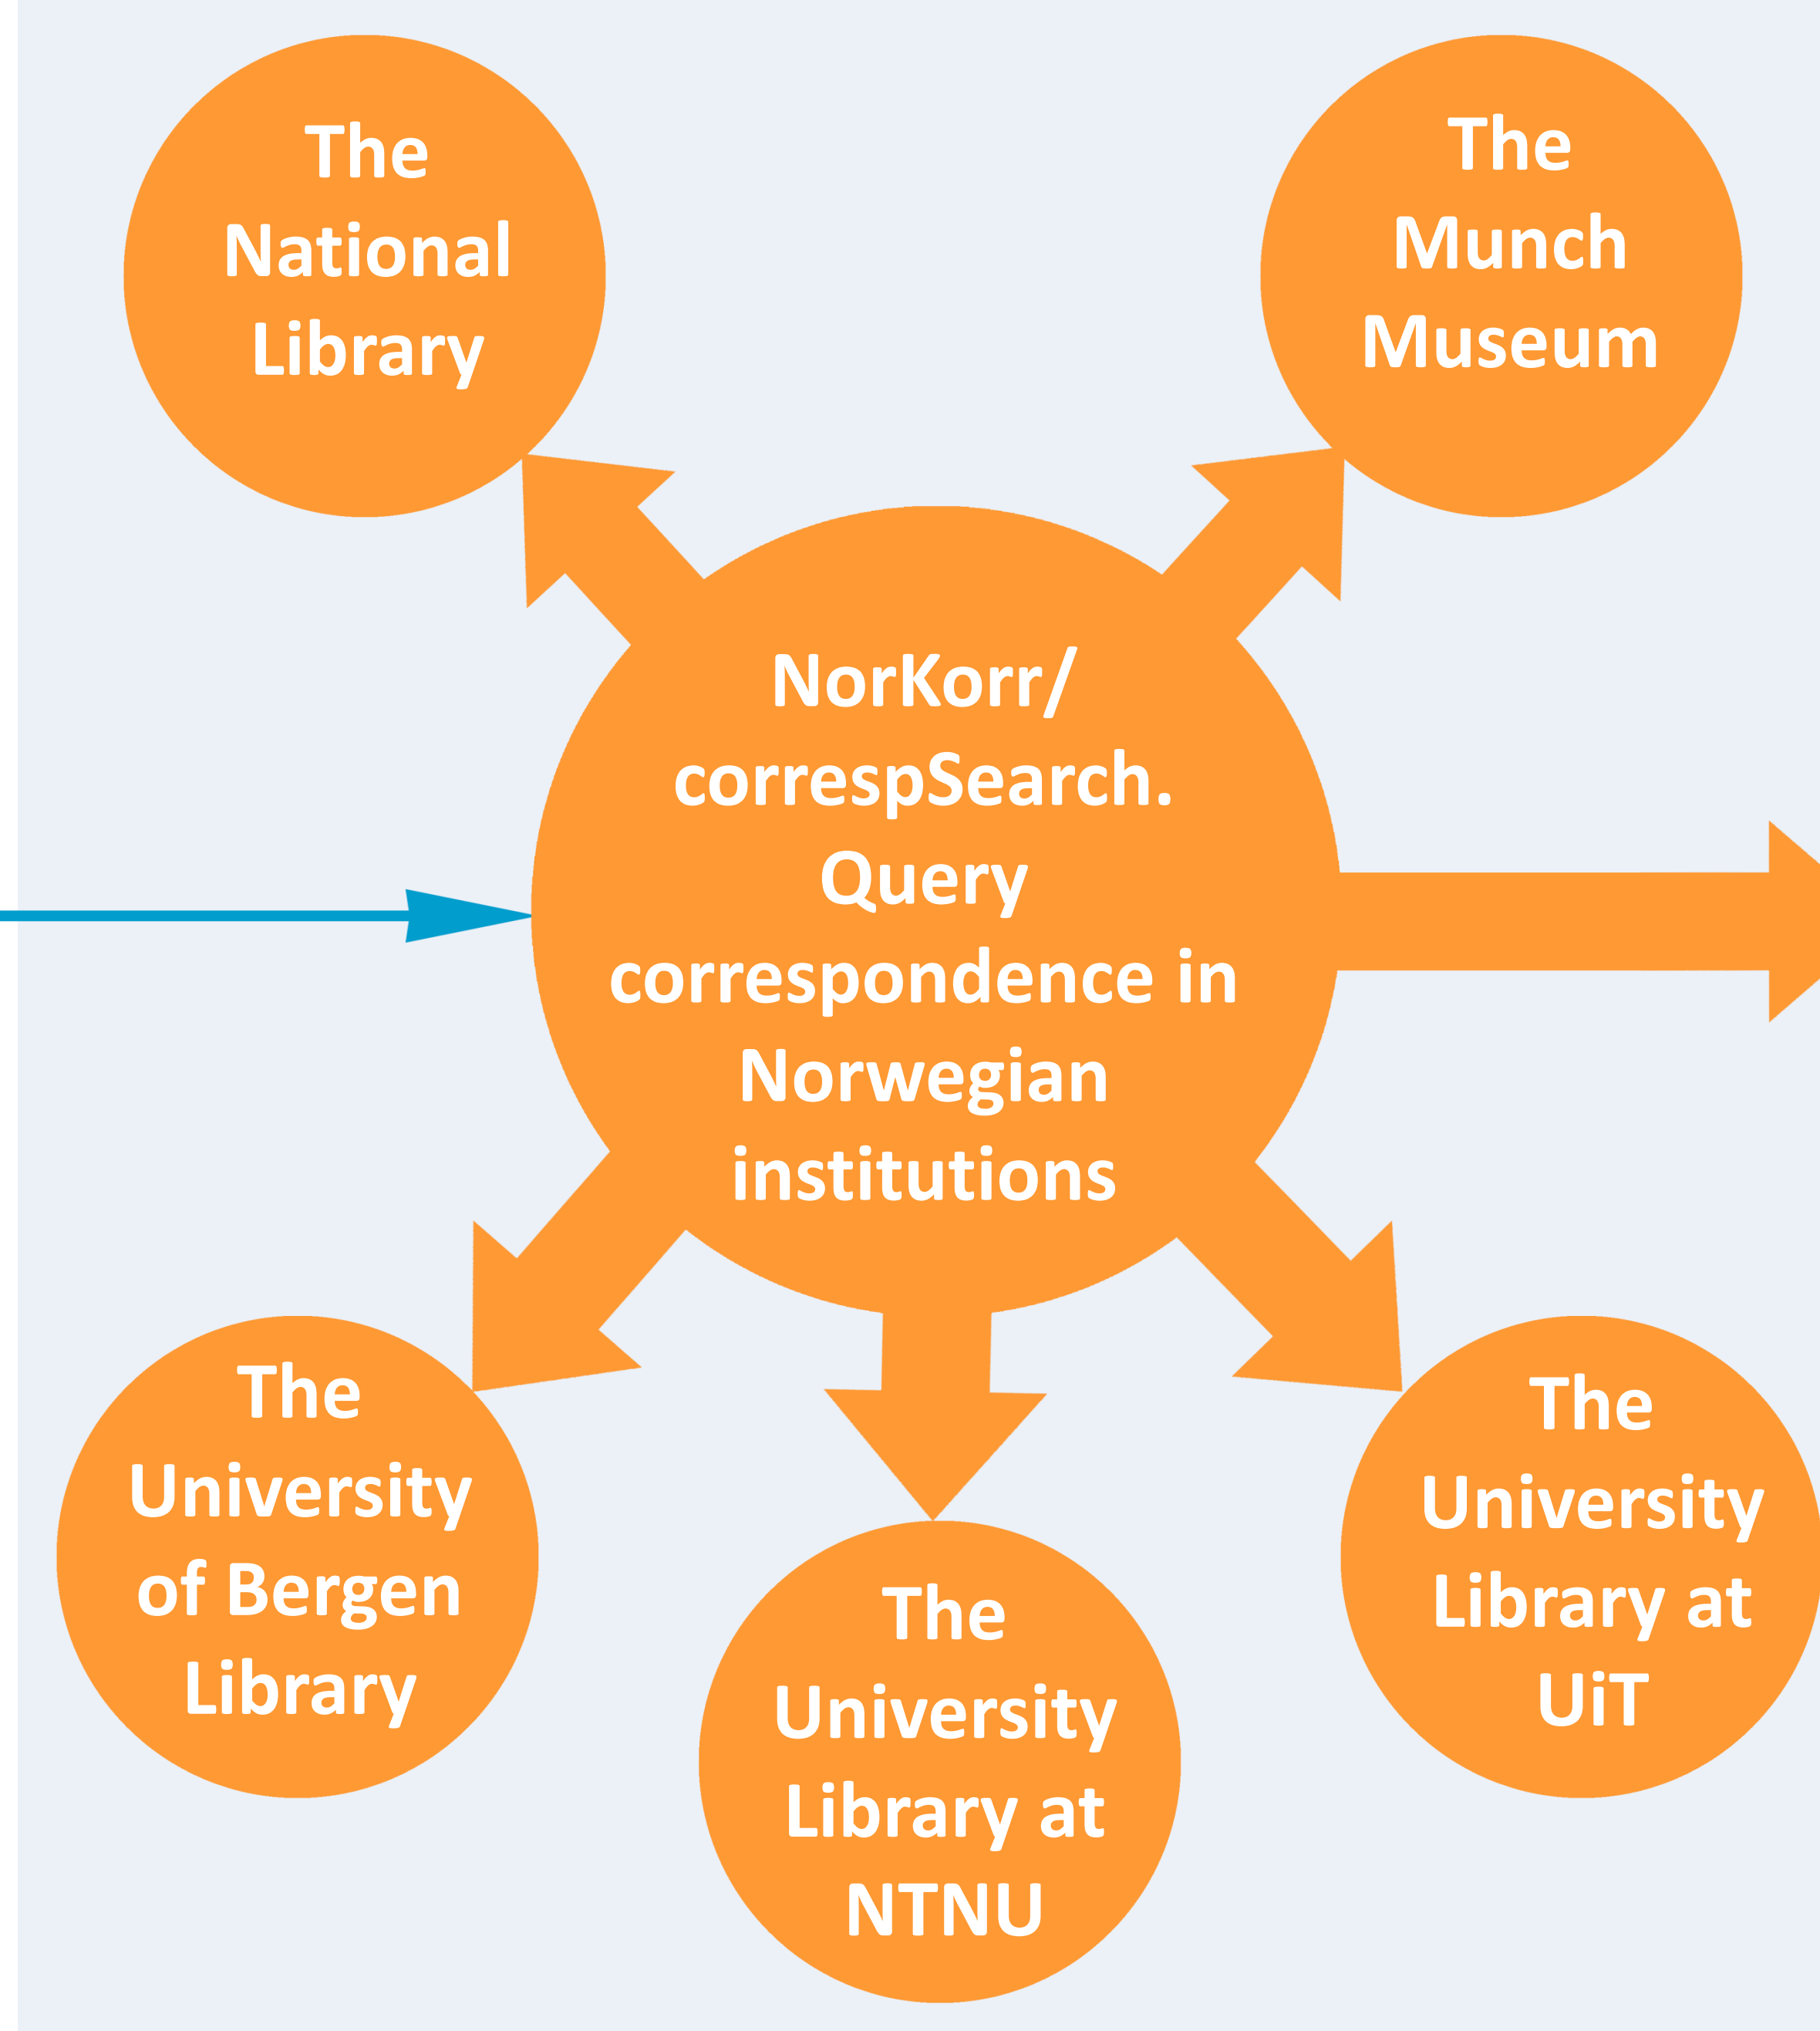 The
National
Library
The
Munch
Museum
NorKorr/
correspSearch.
Query
correspondence in
Norwegian
institutions
The
University
of Bergen
Library
The
University
Library at
NTNU
The
University
Library at
UiT